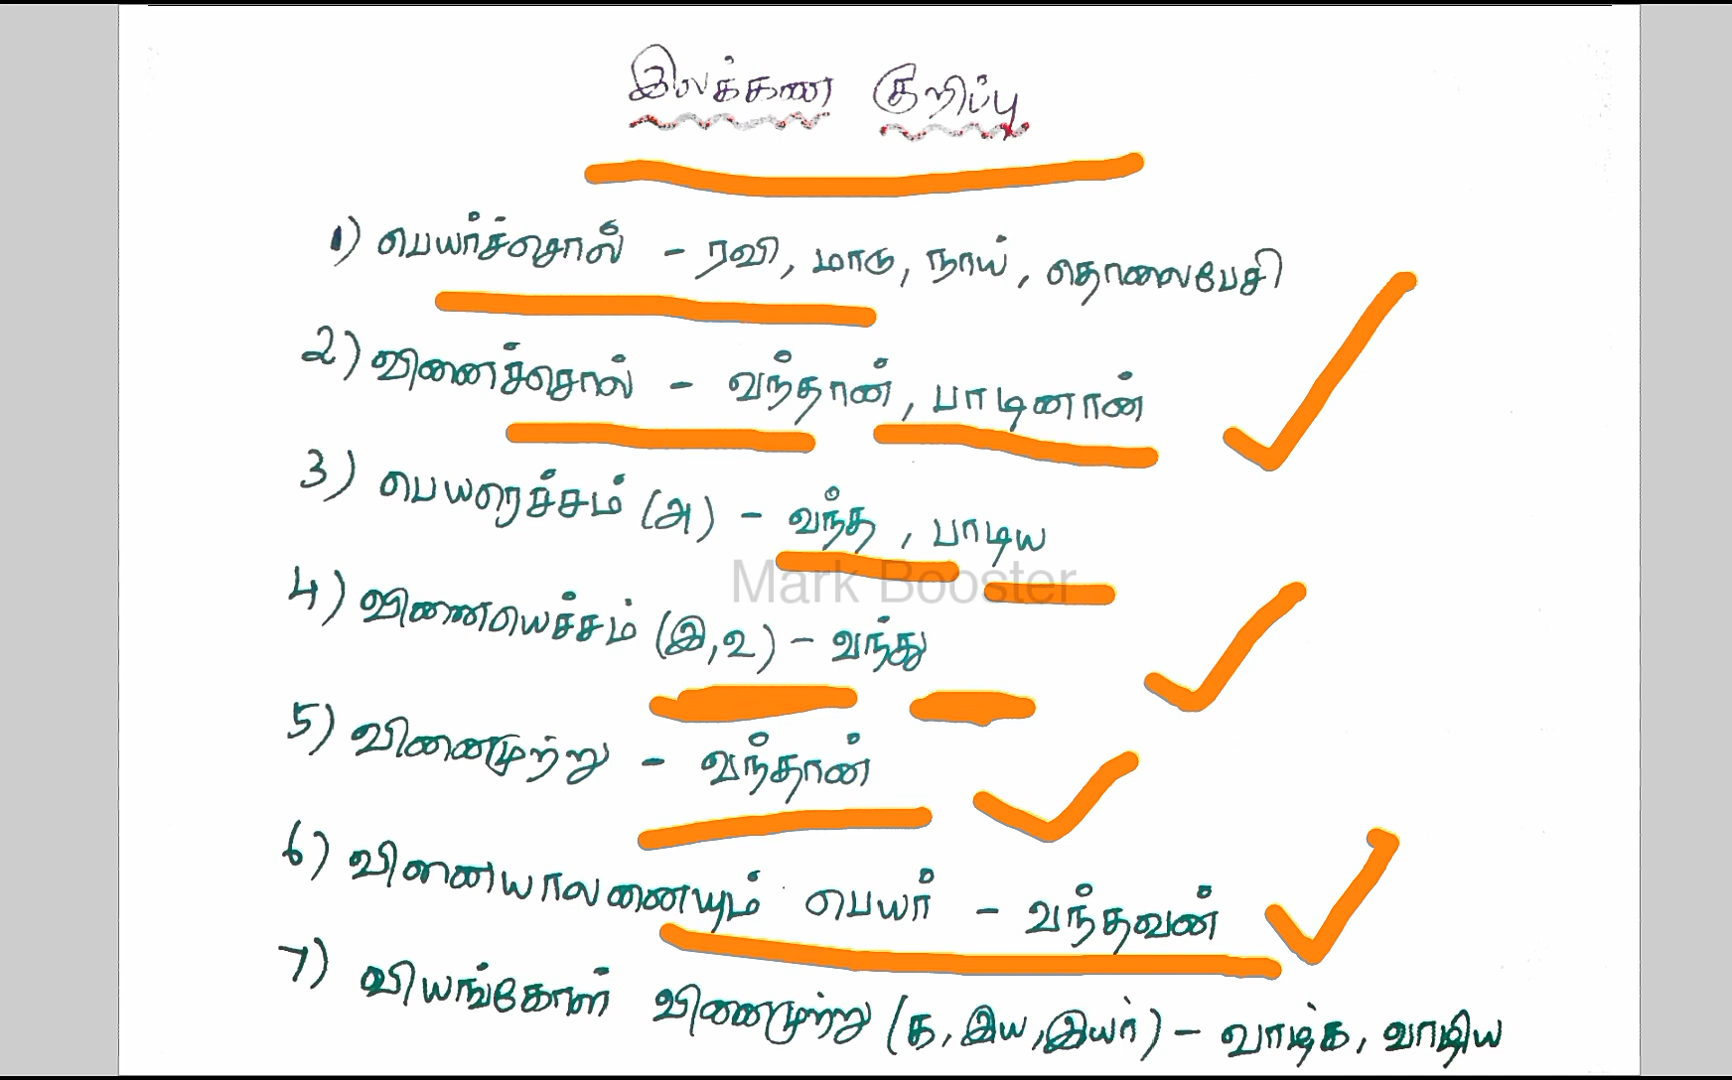 இலக்கண குறிப்பு
1) பெயர்ச்சொல் - ரவி, மாடு, நாய், தொலைபேசி
2) வினைச்சொல் - வந்தான், பாடினான்
3) பெயரெச்சம் (அ) - வந்த, பாடிய
Mark Booster
4) வினையெச்சம் (இ,உ) - வந்து
5) வினைமுற்று - வந்தான்
6) வினையாலணையும் பெயர் - வந்தவன்
7) வியங்கோள் வினைமுற்று (க, இய, இயர்) - வாழ்க, வாழிய